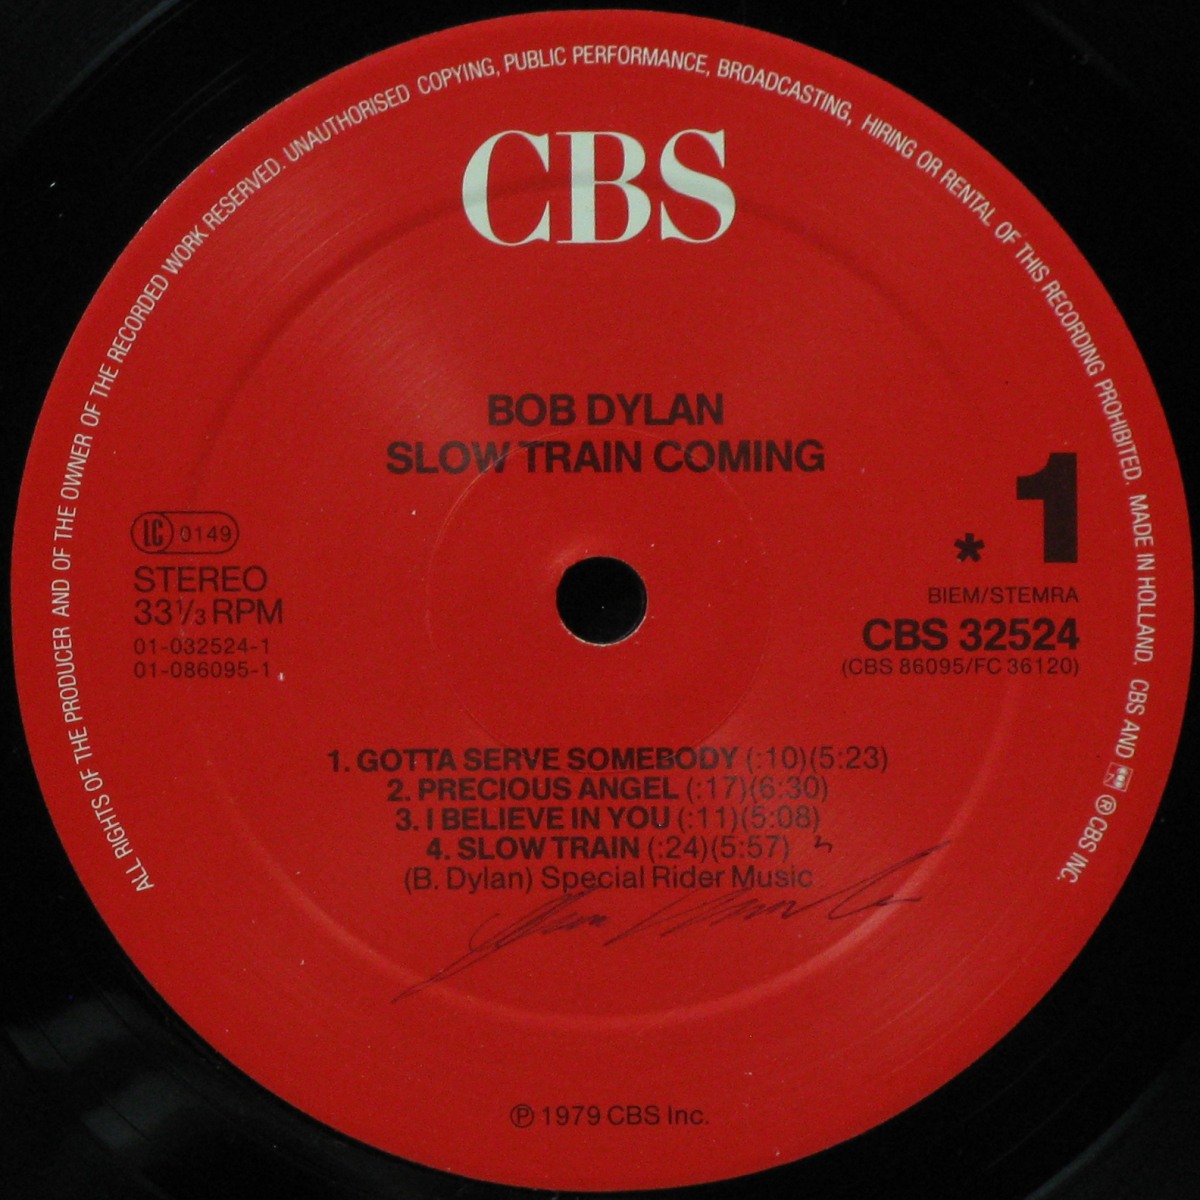 ALL RIGHTS OF THE PRODUCER AND OF THE OWNER OF THE RECORDED WORK RESERVED. UNAUTHORISED COPYING, PUBLIC PERFORMANCE, BROADCASTING, HIRING OR RENTAL OF THIS RECORDING PROHIBITED. MADE IN HOLLAND. CBS AND ® CBS INC.
CBS
BOB DYLAN
SLOW TRAIN COMING
LC 0149
STEREO
33⅓ RPM
01-032524-1
01-086095-1
* 1
BIEM/STEMRA
CBS 32524
(CBS 86095/FC 36120)
1. GOTTA SERVE SOMEBODY (:10)(5:23)
2. PRECIOUS ANGEL (:17)(6:30)
3. I BELIEVE IN YOU (:11)(5:08)
4. SLOW TRAIN (:24)(5:57)
(B. Dylan) Special Rider Music
℗ 1979 CBS Inc.